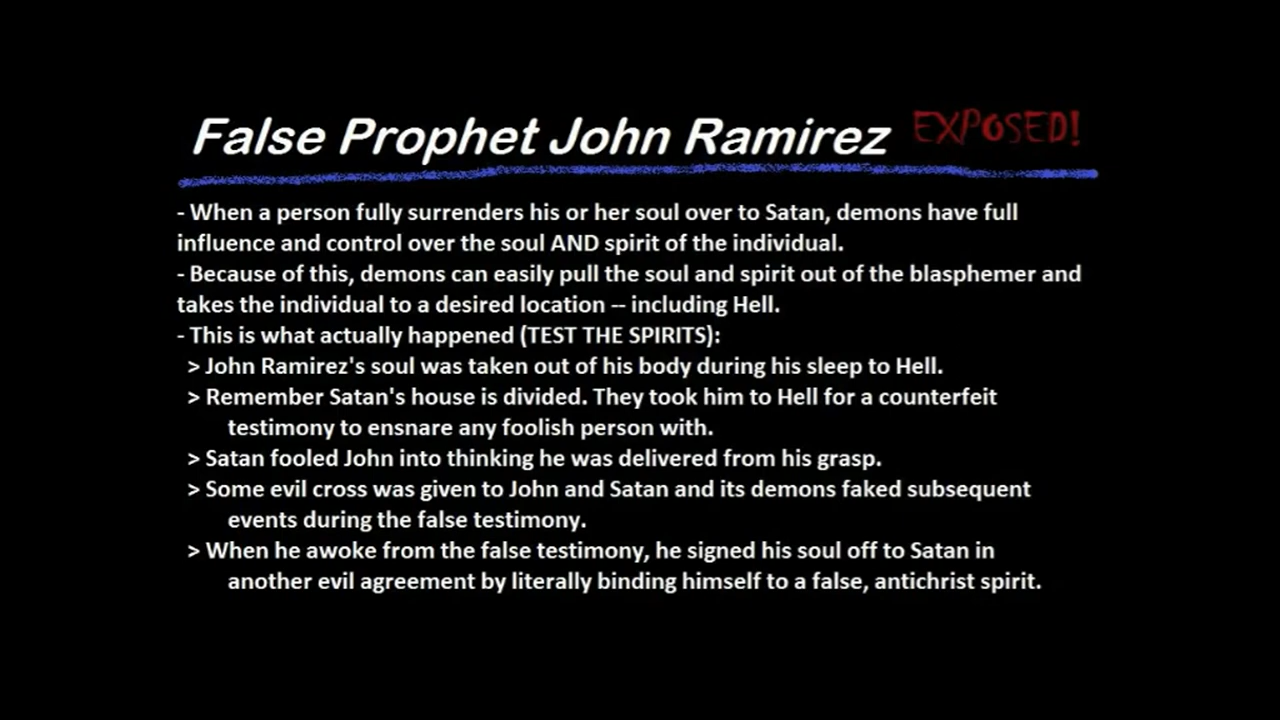 False Prophet John Ramirez EXPOSED!
- When a person fully surrenders his or her soul over to Satan, demons have full
influence and control over the soul AND spirit of the individual.
- Because of this, demons can easily pull the soul and spirit out of the blasphemer and
takes the individual to a desired location -- including Hell.
- This is what actually happened (TEST THE SPIRITS):
> John Ramirez's soul was taken out of his body during his sleep to Hell.
> Remember Satan's house is divided. They took him to Hell for a counterfeit
testimony to ensnare any foolish person with.
> Satan fooled John into thinking he was delivered from his grasp.
> Some evil cross was given to John and Satan and its demons faked subsequent
events during the false testimony.
> When he awoke from the false testimony, he signed his soul off to Satan in
another evil agreement by literally binding himself to a false, antichrist spirit.